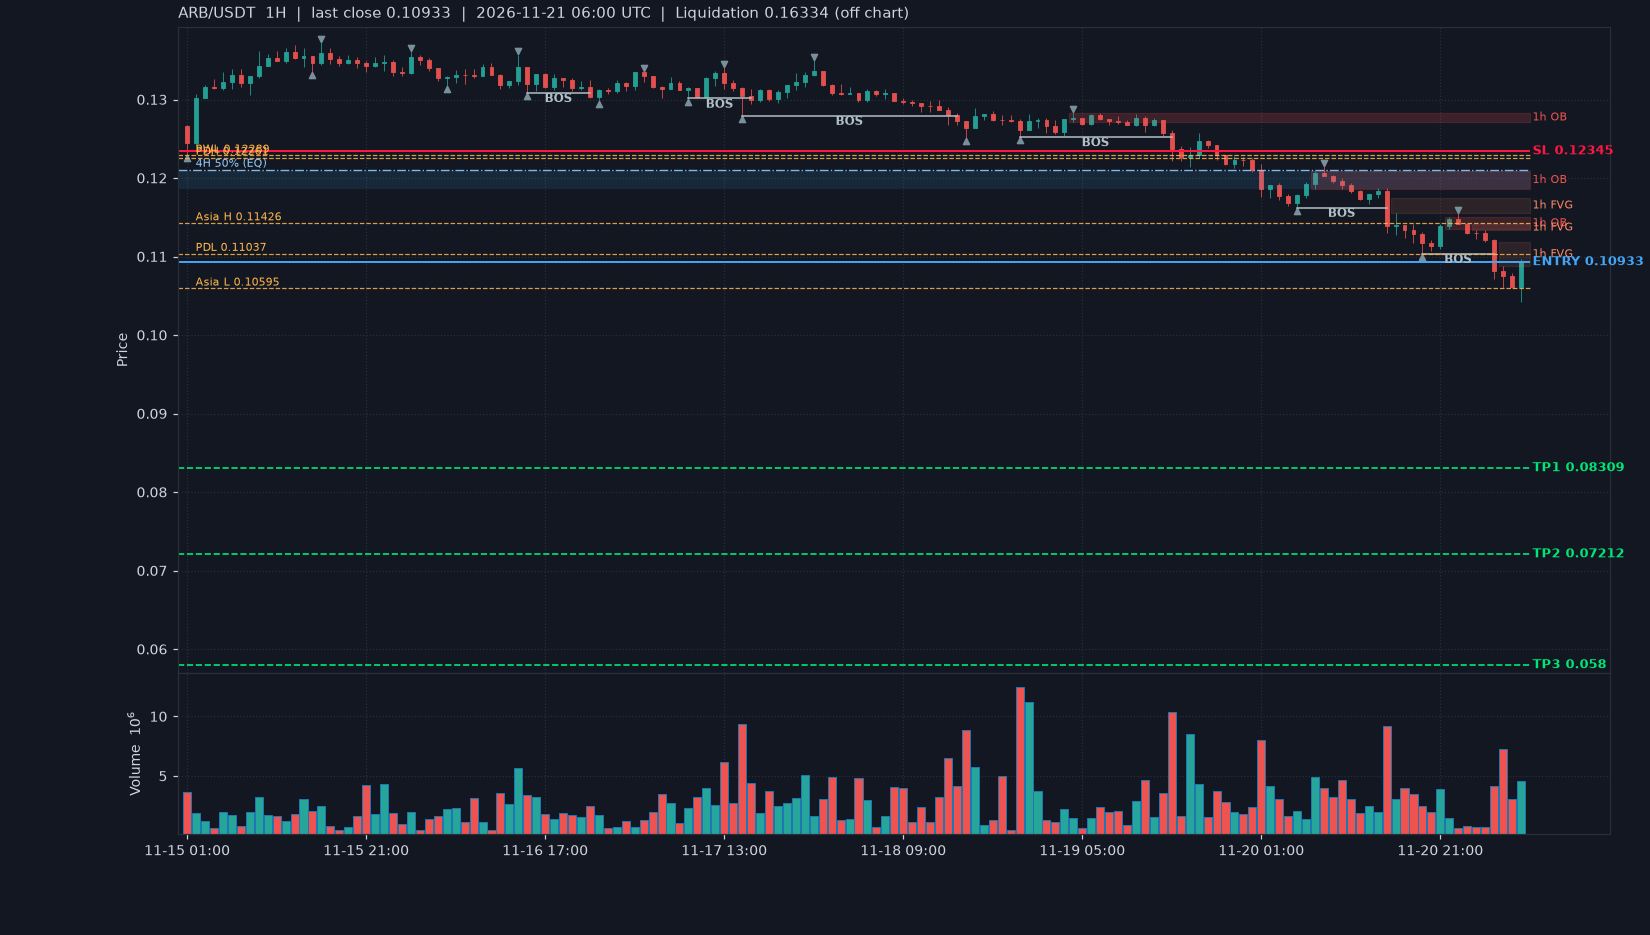 ARB/USDT 1H | last close 0.10933 | 2026-11-21 06:00 UTC | Liquidation 0.16334 (off chart)
0.13
0.12
0.11
0.10
0.09
0.08
0.07
0.06
Price
BOS
BOS
BOS
BOS
BOS
BOS
1h OB
SL 0.12345
PDH 0.12261
4H 50% (EQ)
1h OB
1h FVG
Asia H 0.11426
1h OB
1h FVG
PDL 0.11037
1h FVG
ENTRY 0.10933
Asia L 0.10595
TP1 0.08309
TP2 0.07212
TP3 0.058
Volume 10⁶
10
5
11-15 01:00
11-15 21:00
11-16 17:00
11-17 13:00
11-18 09:00
11-19 05:00
11-20 01:00
11-20 21:00